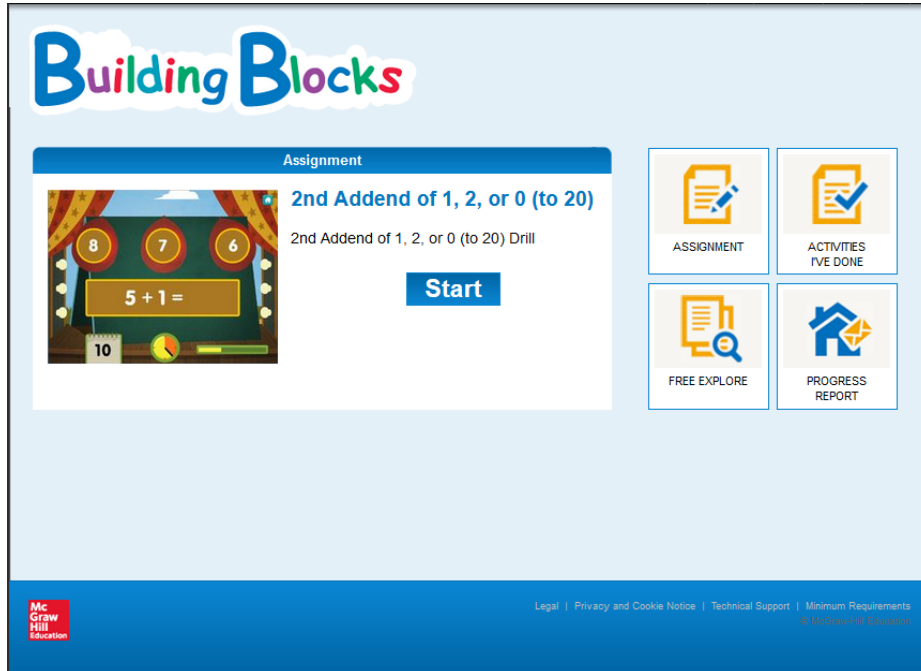 Building Blocks
Assignment
2nd Addend of 1, 2, or 0 (to 20)
2nd Addend of 1, 2, or 0 (to 20) Drill
Start
8 7 6
5 + 1 =
10
ASSIGNMENT
ACTIVITIES
I'VE DONE
FREE EXPLORE
PROGRESS
REPORT
Mc
Graw
Hill
Education
Legal | Privacy and Cookie Notice | Technical Support | Minimum Requirements
© McGraw-Hill Education